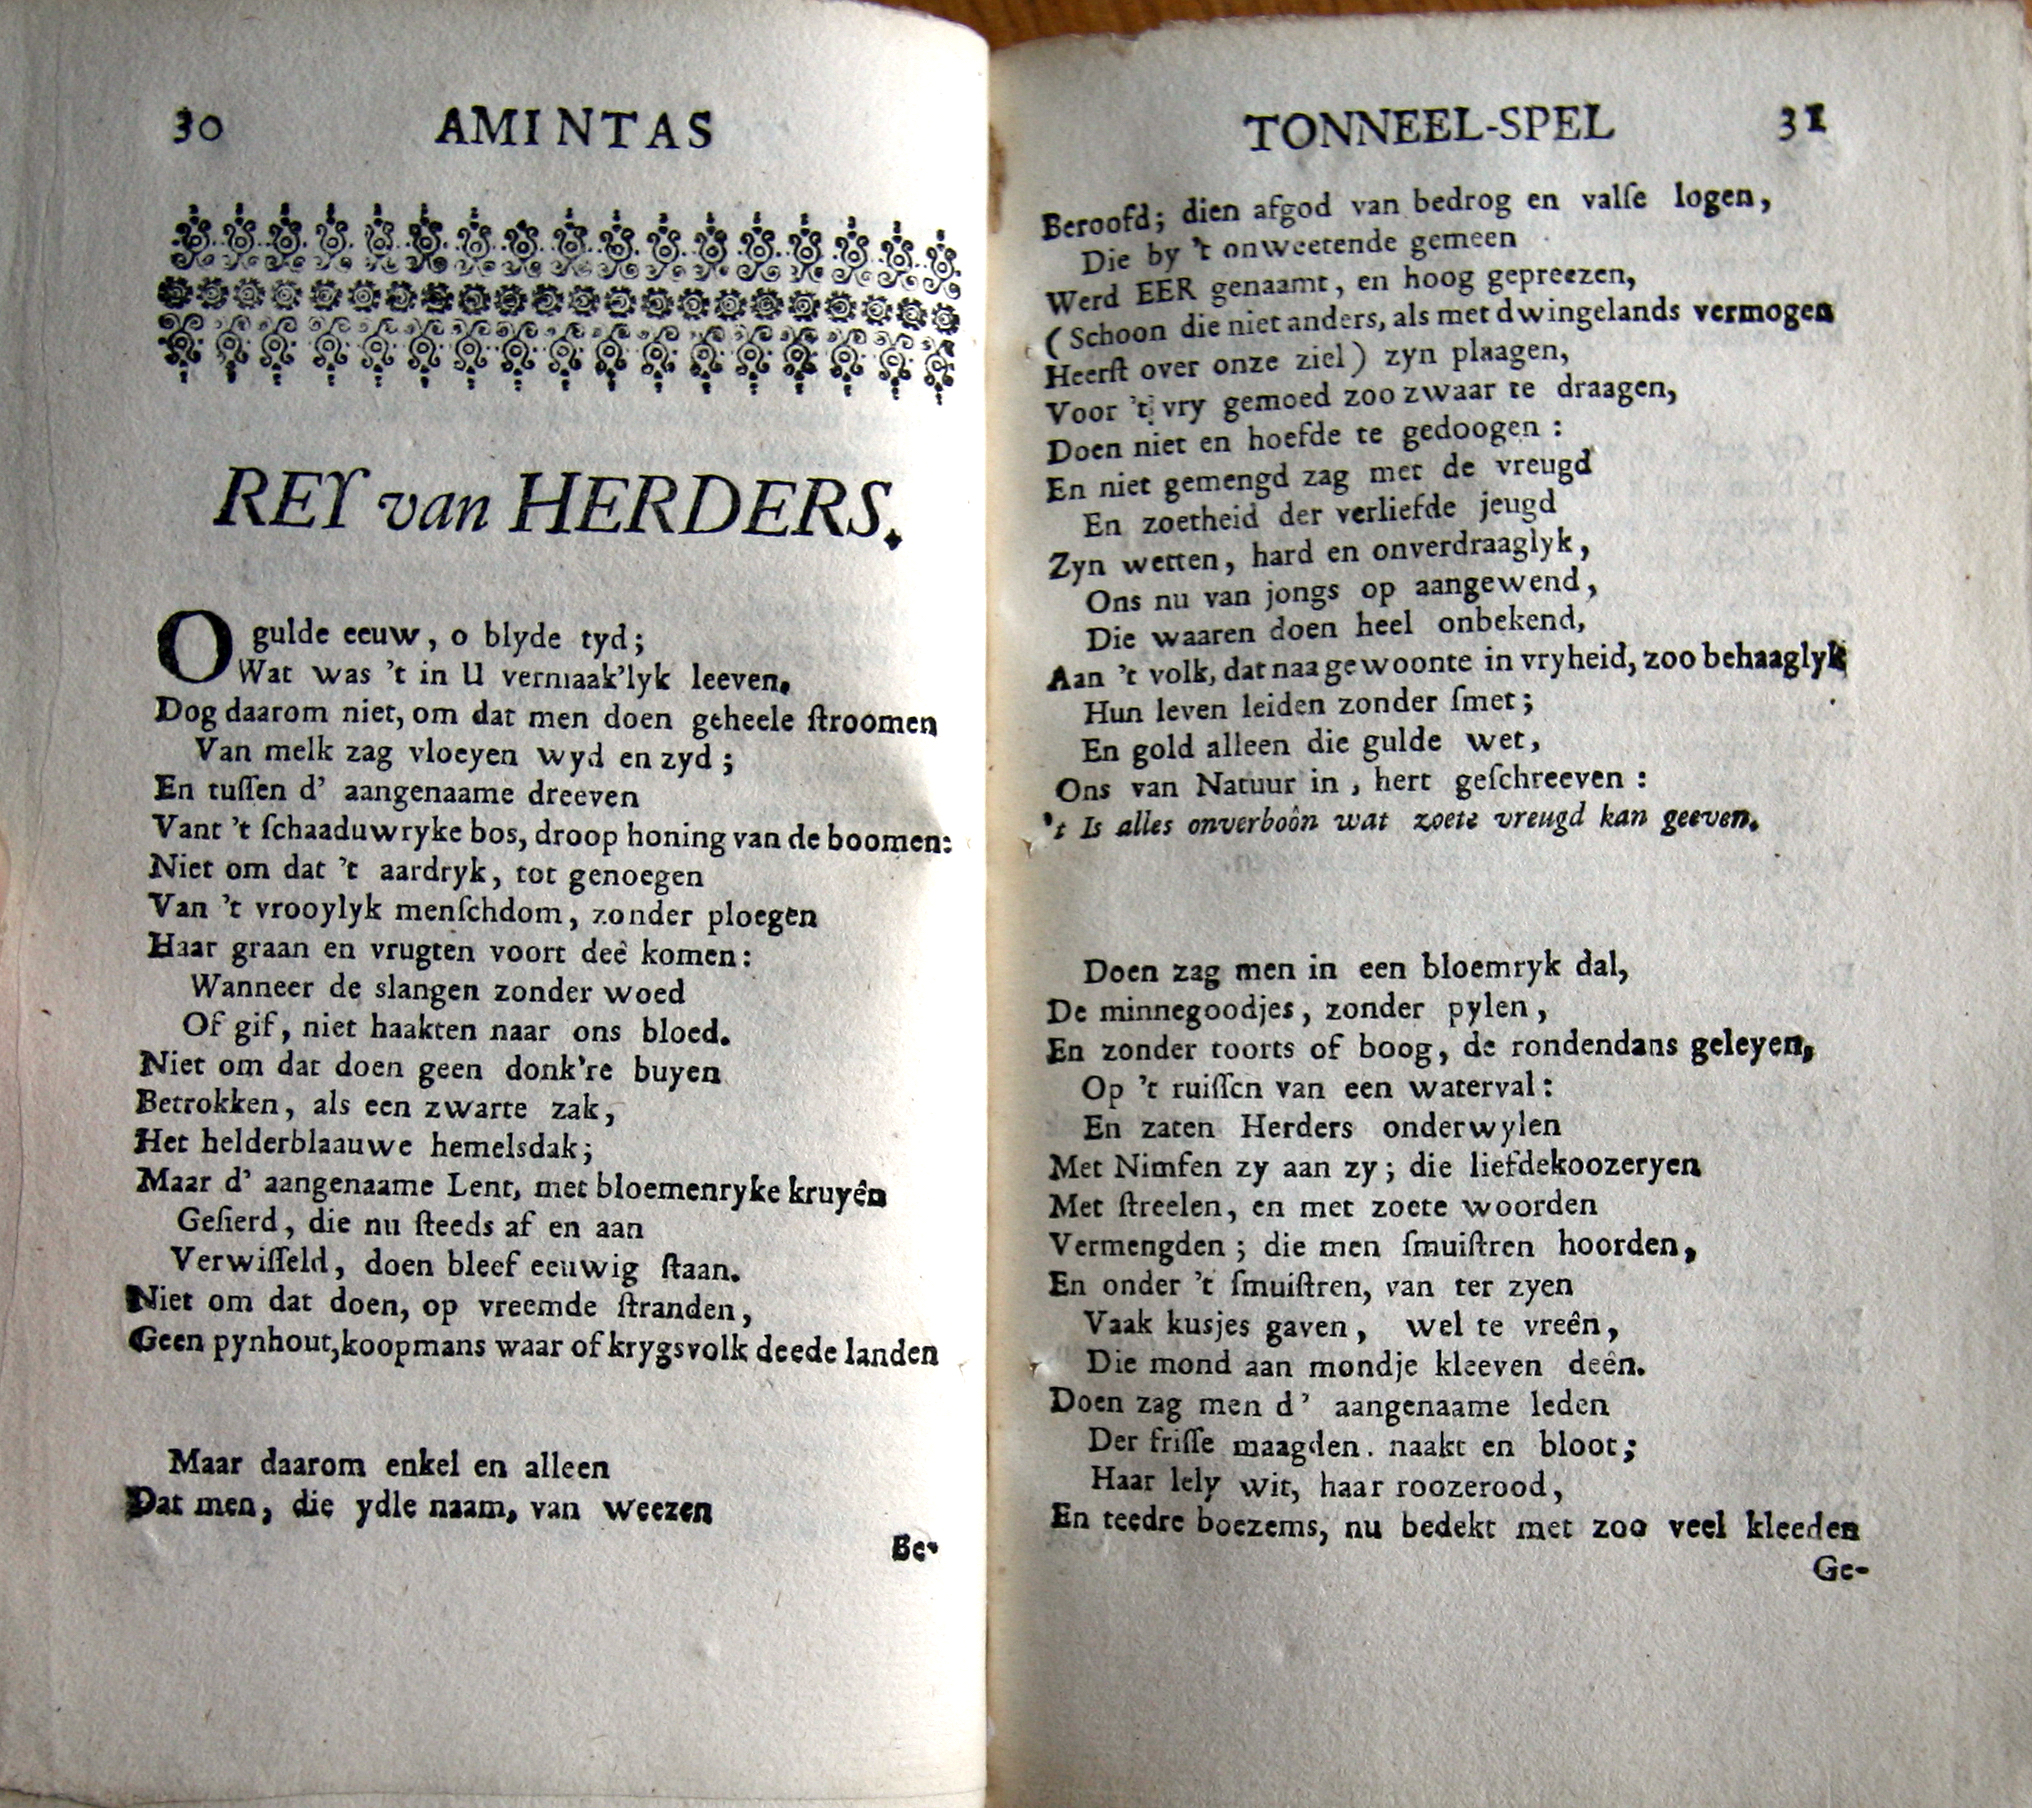 30 AMINTAS
REY van HERDERS.
O gulde eeuw, o blyde tyd;
Wat was 't in U vermaak'lyk leeven.
Dog daarom niet, om dat men doen geheele ſtroomen
Van melk zag vloeyen wyd en zyd;
En tuſſen d' aangenaame dreeven
Vant 't ſchaaduwryke bos, droop honing van de boomen:
Niet om dat 't aardryk, tot genoegen
Van 't vrooylyk menſchdom, zonder ploegen
Haar graan en vrugten voort deê komen:
Wanneer de slangen zonder woed
Of gif, niet haakten naar ons bloed.
Niet om dat doen geen donk're buyen
Betrokken, als een zwarte zak,
Het helderblaauwe hemelsdak;
Maar d' aangenaame Lent, met bloemenryke kruyên
Geſierd, die nu ſteeds af en aan
Verwiſſeld, doen bleef eeuwig ſtaan.
Niet om dat doen, op vreemde ſtranden,
Geen pynhout, koopmans waar of krygsvolk deede landen
Maar daarom enkel en alleen
Dat men, die ydle naam, van weezen
Be-
TONNEEL-SPEL 31
Beroofd; dien afgod van bedrog en valſe logen,
Die by 't onweetende gemeen
Werd EER genaamt, en hoog gepreezen,
(Schoon die niet anders, als met dwingelands vermogen
Heerſt over onze ziel) zyn plaagen,
Voor 't vry gemoed zoo zwaar te draagen,
Doen niet en hoefde te gedoogen:
En niet gemengd zag met de vreugd
En zoetheid der verliefde jeugd
Zyn wetten, hard en onverdraaglyk,
Ons nu van jongs op aangewend,
Die waaren doen heel onbekend,
Aan 't volk, dat naa gewoonte in vryheid, zoo behaaglyk
Hun leven leiden zonder ſmet;
En gold alleen die gulde wet,
Ons van Natuur in, hert geſchreeven:
't Is alles onverboôn wat zoete vreugd kan geeven.
Doen zag men in een bloemryk dal,
De minnegoodjes, zonder pylen,
En zonder toorts of boog, de rondendans geleyen,
Op 't ruiſſen van een waterval:
En zaten Herders onderwylen
Met Nimfen zy aan zy; die liefdekoozeryen
Met ſtreelen, en met zoete woorden
Vermengden; die men ſmuiſtren hoorden,
En onder 't ſmuiſtren, van ter zyen
Vaak kusjes gaven, wel te vreên,
Die mond aan mondje kleeven deên.
Doen zag men d' aangenaame leden
Der friſſe maagden. naakt en bloot;
Haar lely wit, haar roozerood,
En teedre boezems, nu bedekt met zoo veel kleeden
Ge-